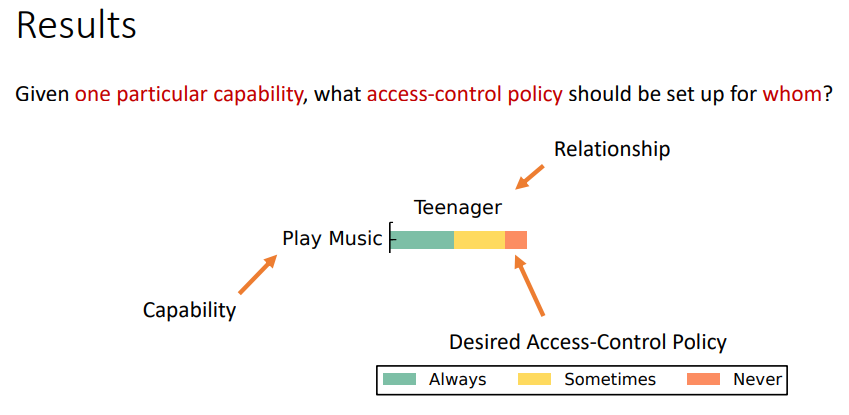 Results
Given one particular capability, what access-control policy should be set up for whom?
Relationship
Teenager
Play Music
Capability
Desired Access-Control Policy
Always Sometimes Never